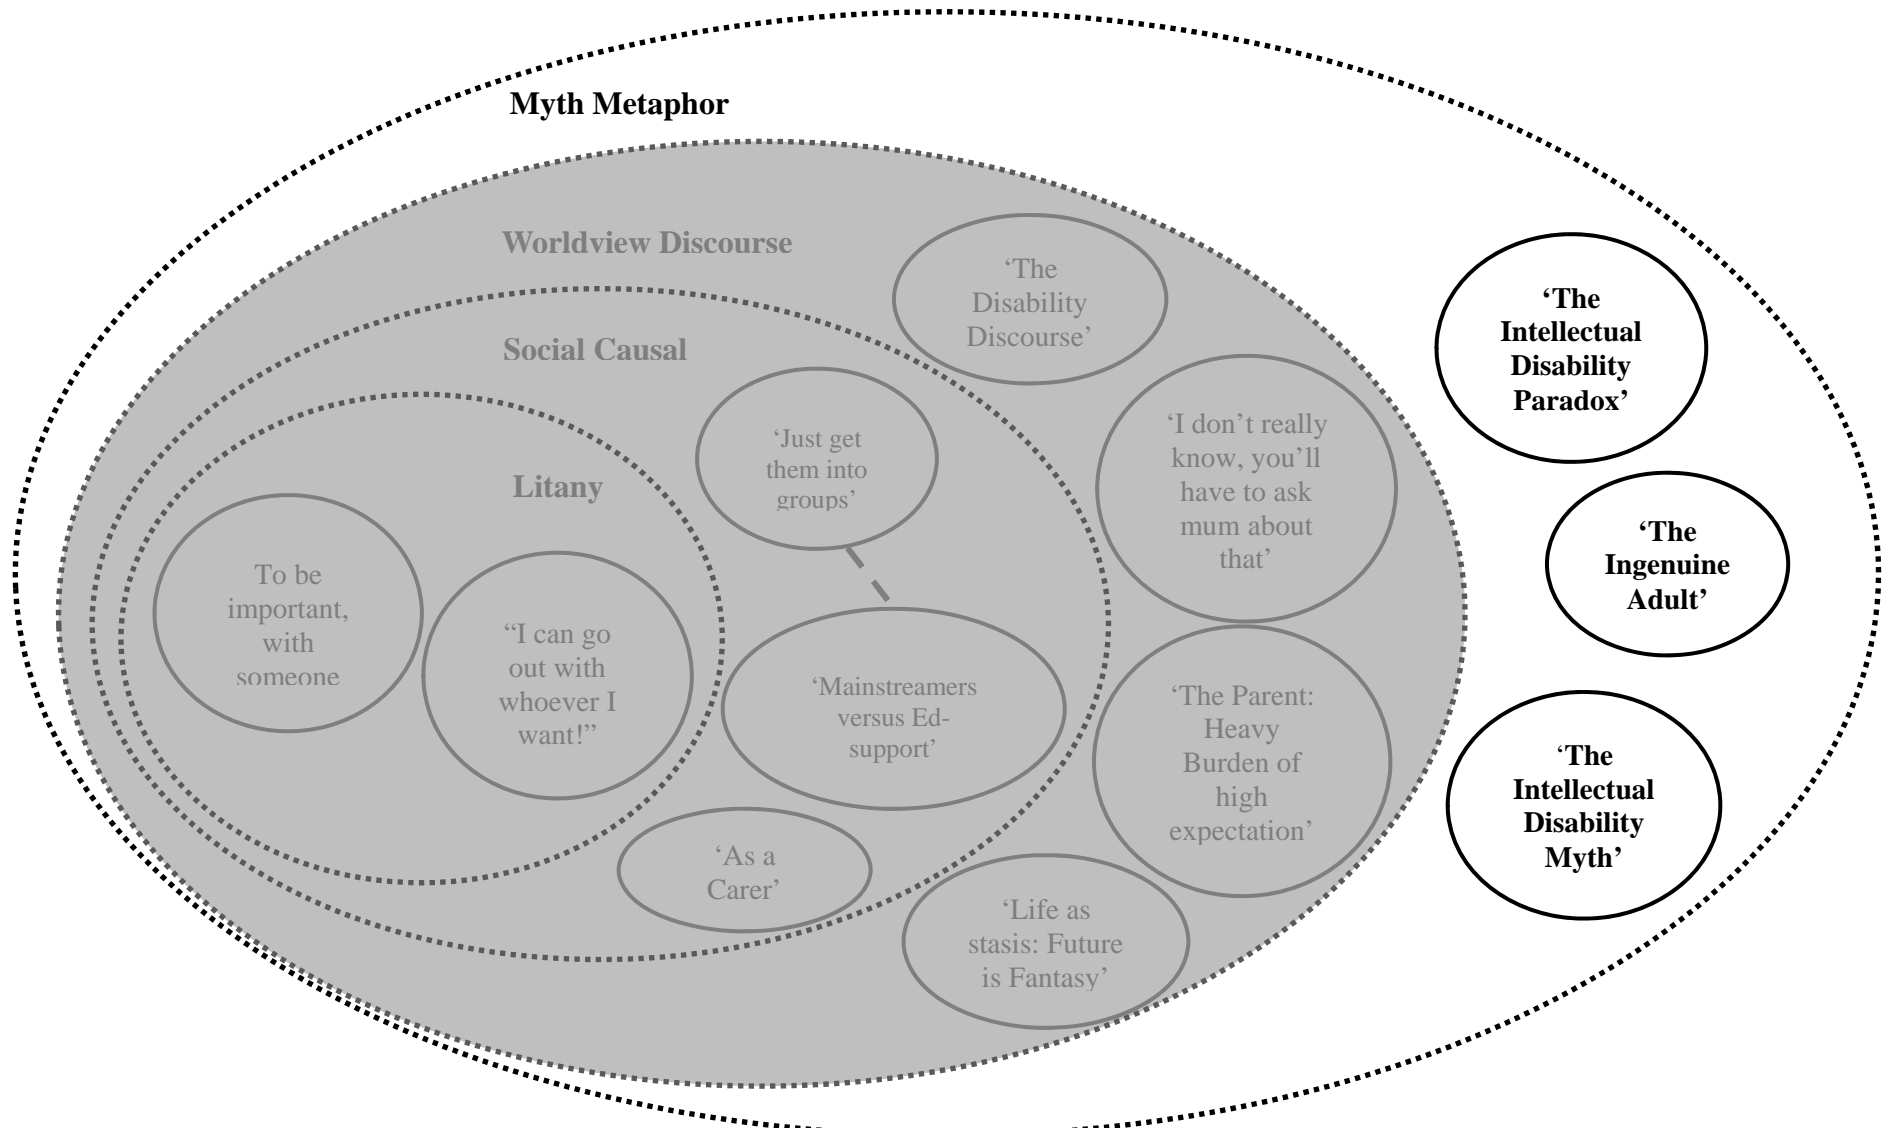 Myth Metaphor
Worldview Discourse
‘The
Disability
Discourse’
‘The
Intellectual
Disability
Paradox’
Social Causal
‘Just get
them into
groups’
‘I don’t really
know, you’ll
have to ask
mum about
that’
Litany
‘The
Ingenuine
Adult’
To be
important,
with
someone
“I can go
out with
whoever I
want!”
‘Mainstreamers
versus Ed-
support’
‘The Parent:
Heavy
Burden of
high
expectation’
‘The
Intellectual
Disability
Myth’
‘As a
Carer’
‘Life as
stasis: Future
is Fantasy’